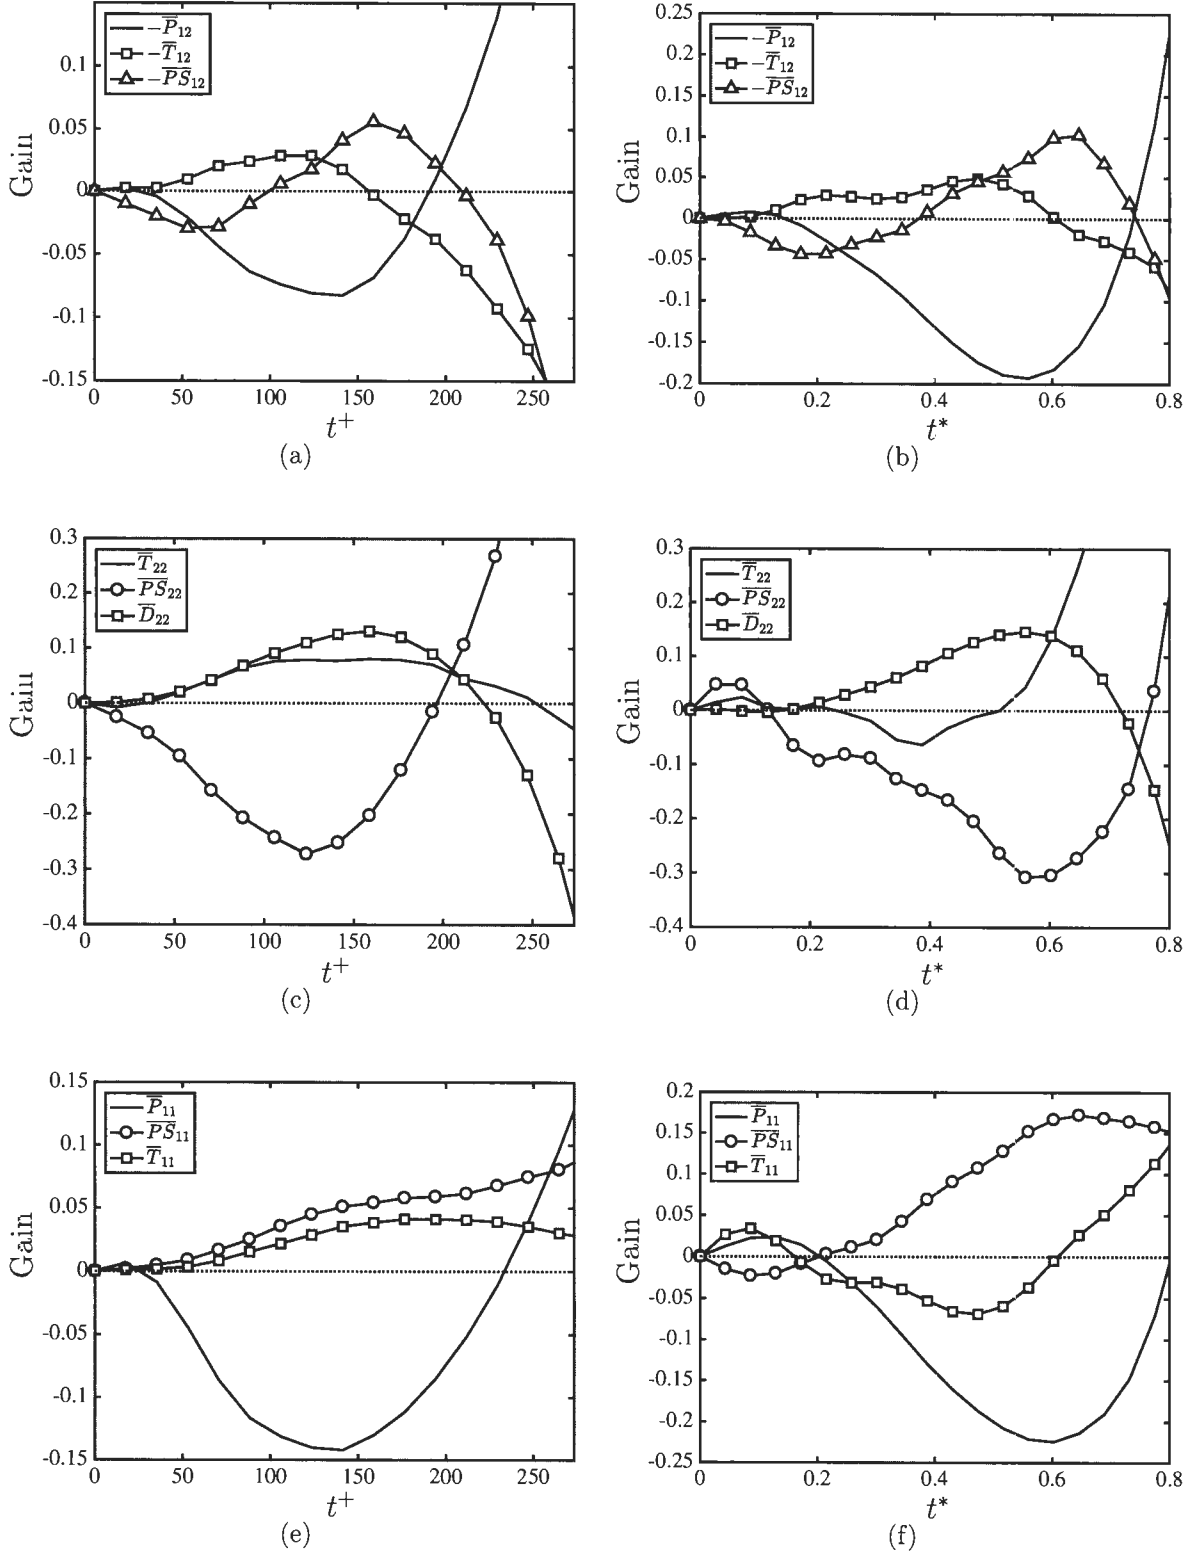 −P̅₁₂
−T̅₁₂
−P̅S̅₁₂
0.1
0.05
0
-0.05
-0.1
-0.15
Gain
0 50 100 150 200 250
t⁺
(a)
−P̅₁₂
−T̅₁₂
−P̅S̅₁₂
0.25
0.2
0.15
0.1
0.05
0
-0.05
-0.1
-0.15
-0.2
Gain
0 0.2 0.4 0.6 0.8
t*
(b)
T̅₂₂
P̅S̅₂₂
D̅₂₂
0.3
0.2
0.1
0
-0.1
-0.2
-0.3
-0.4
Gain
0 50 100 150 200 250
t⁺
(c)
T̅₂₂
P̅S̅₂₂
D̅₂₂
0.3
0.2
0.1
0
-0.1
-0.2
-0.3
-0.4
Gain
0 0.2 0.4 0.6 0.8
t*
(d)
P̅₁₁
P̅S̅₁₁
T̅₁₁
0.15
0.1
0.05
0
-0.05
-0.1
-0.15
Gain
0 50 100 150 200 250
t⁺
(e)
P̅₁₁
P̅S̅₁₁
T̅₁₁
0.2
0.15
0.1
0.05
0
-0.05
-0.1
-0.15
-0.2
-0.25
Gain
0 0.2 0.4 0.6 0.8
t*
(f)